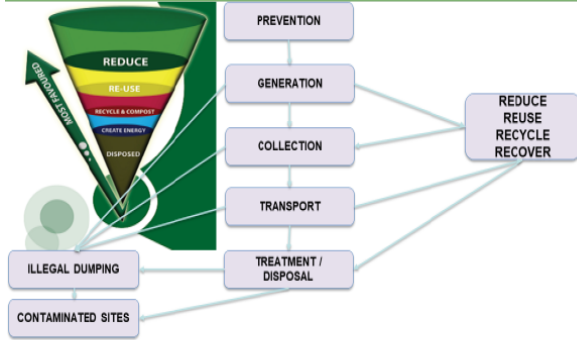 REDUCE
RE-USE
RECYCLE & COMPOST
CREATE ENERGY
DISPOSED
MOST FAVOURED
PREVENTION
GENERATION
COLLECTION
TRANSPORT
TREATMENT /
DISPOSAL
REDUCE
REUSE
RECYCLE
RECOVER
ILLEGAL DUMPING
CONTAMINATED SITES